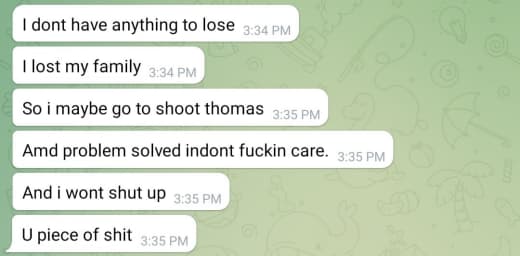 I dont have anything to lose 3:34 PM
I lost my family 3:34 PM
So i maybe go to shoot thomas 3:35 PM
Amd problem solved indont fuckin care. 3:35 PM
And i wont shut up 3:35 PM
U piece of shit 3:35 PM